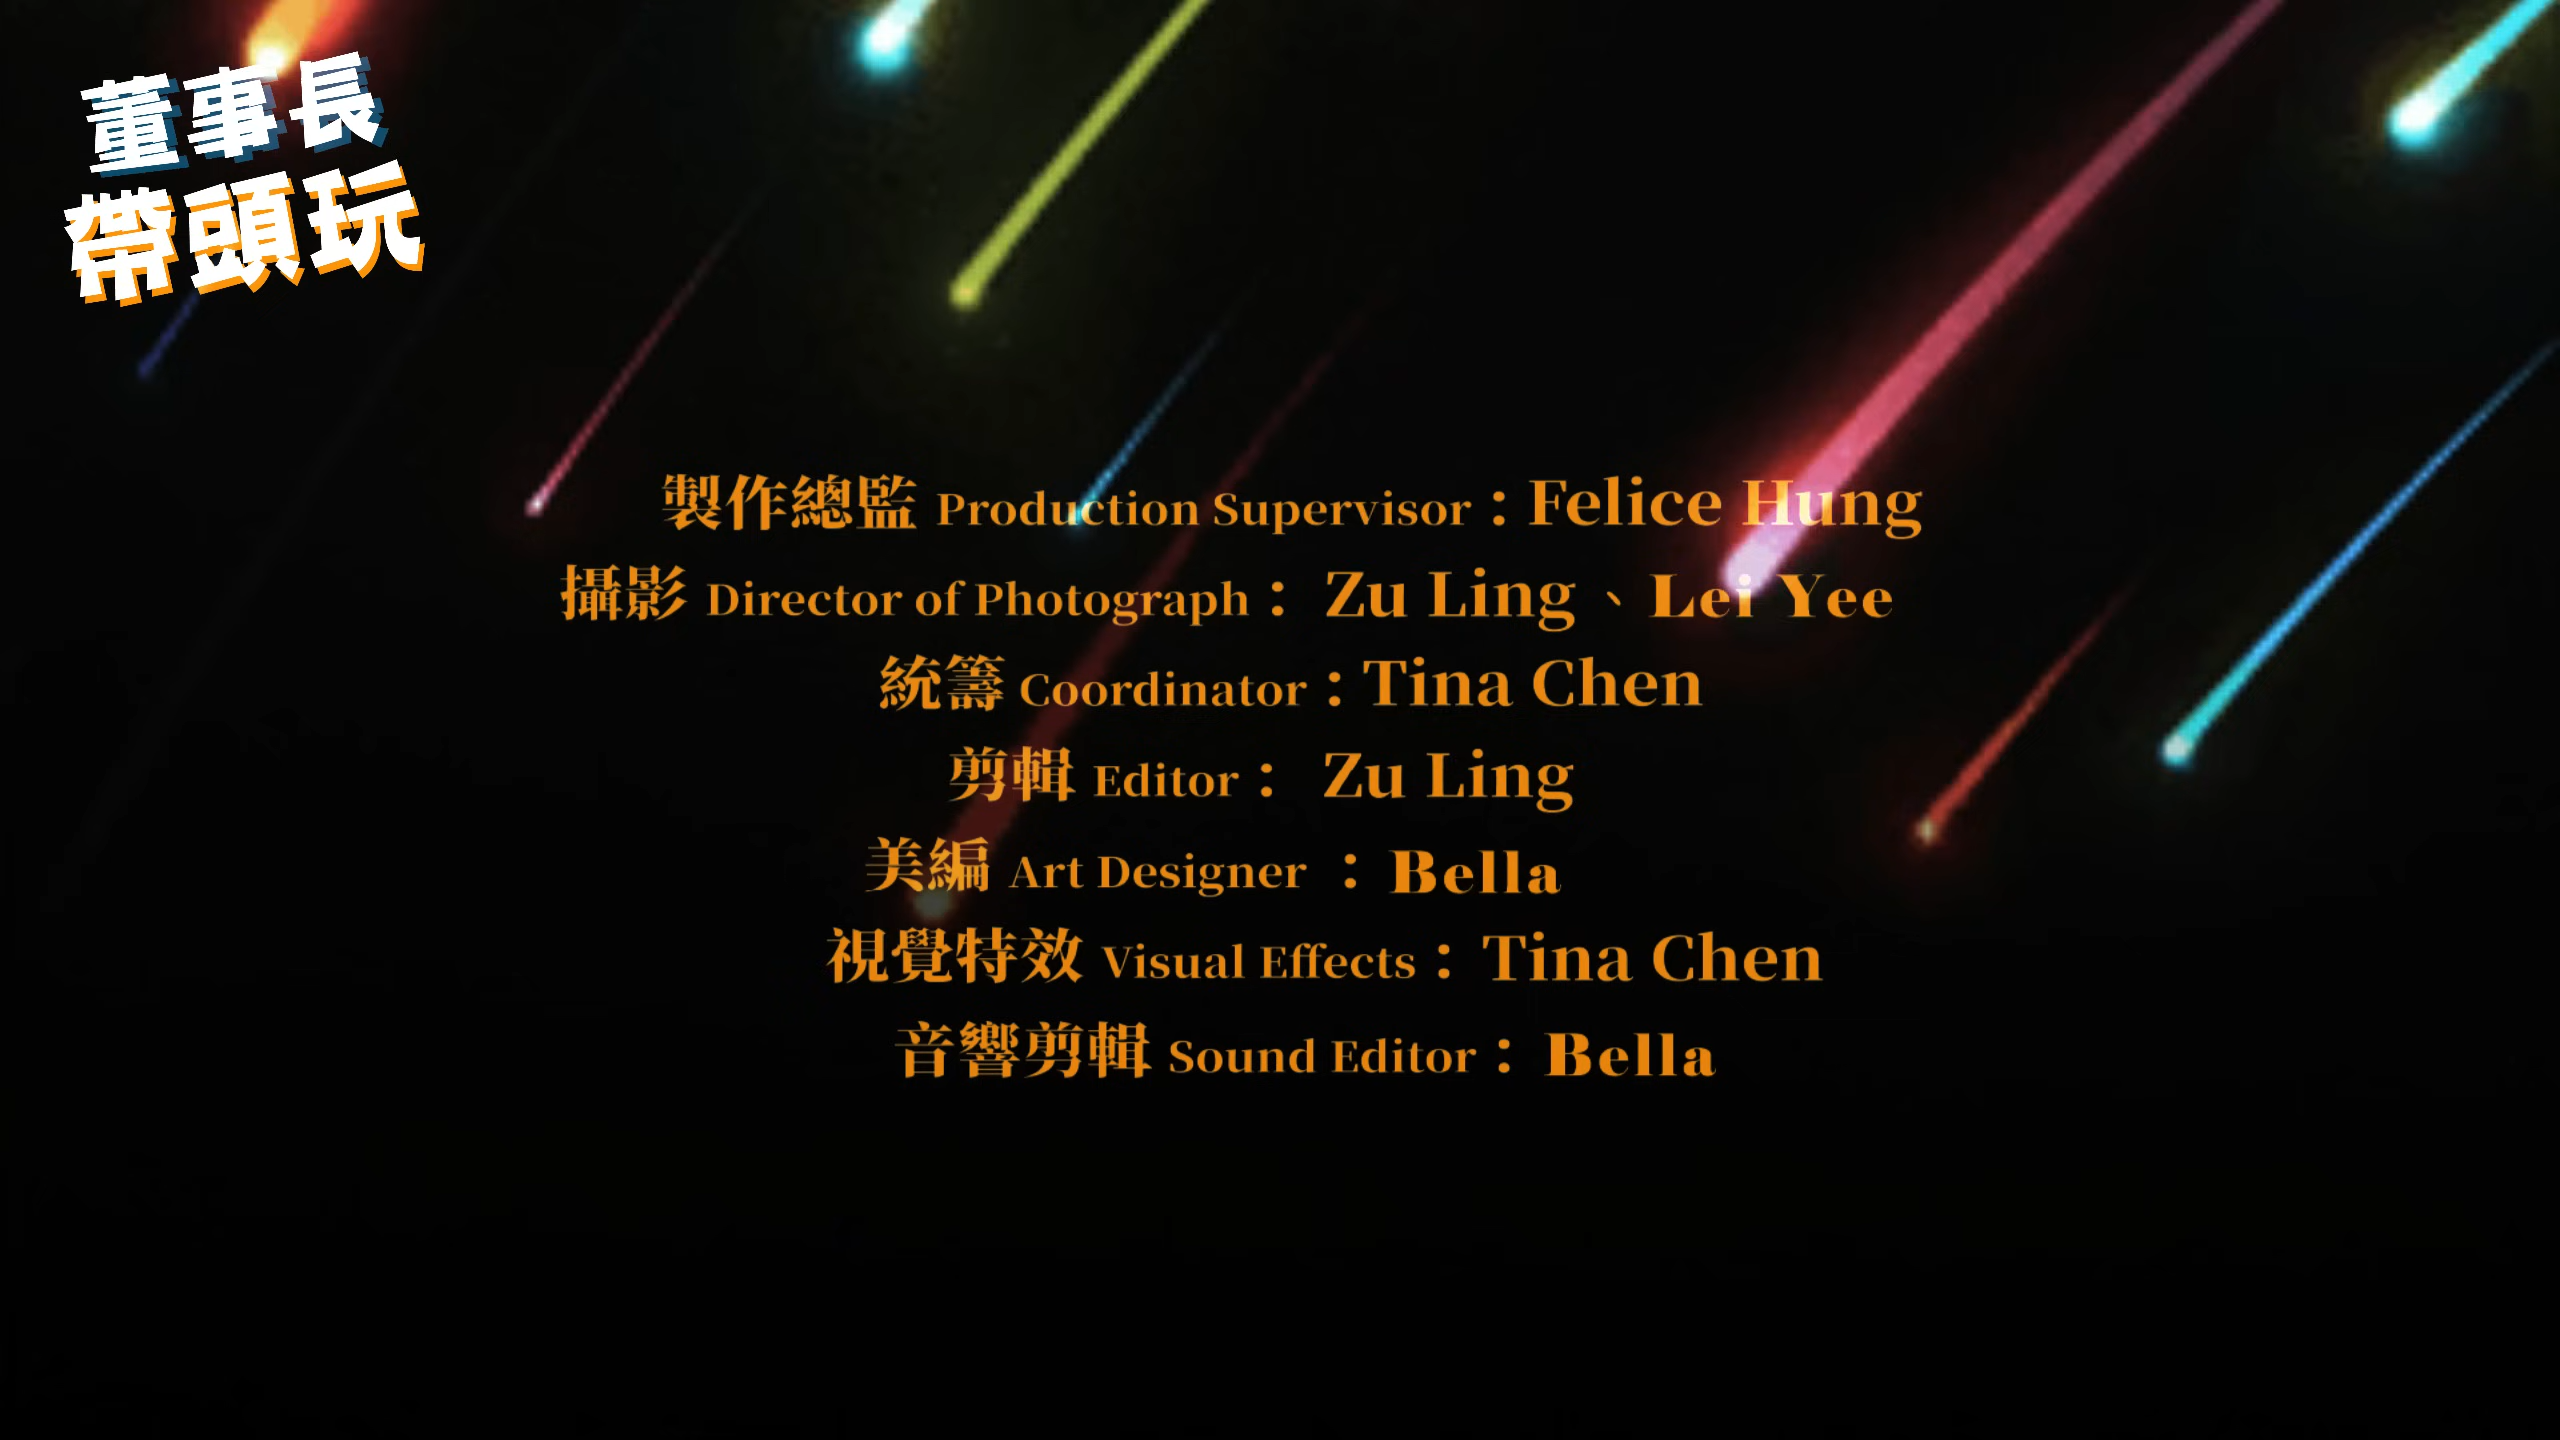 董事長
帶頭玩
製作總監 Production Supervisor：Felice Hung
攝影 Director of Photograph： Zu Ling 、Lei Yee
統籌 Coordinator：Tina Chen
剪輯 Editor： Zu Ling
美編 Art Designer ：Bella
視覺特效 Visual Effects：Tina Chen
音響剪輯 Sound Editor：Bella